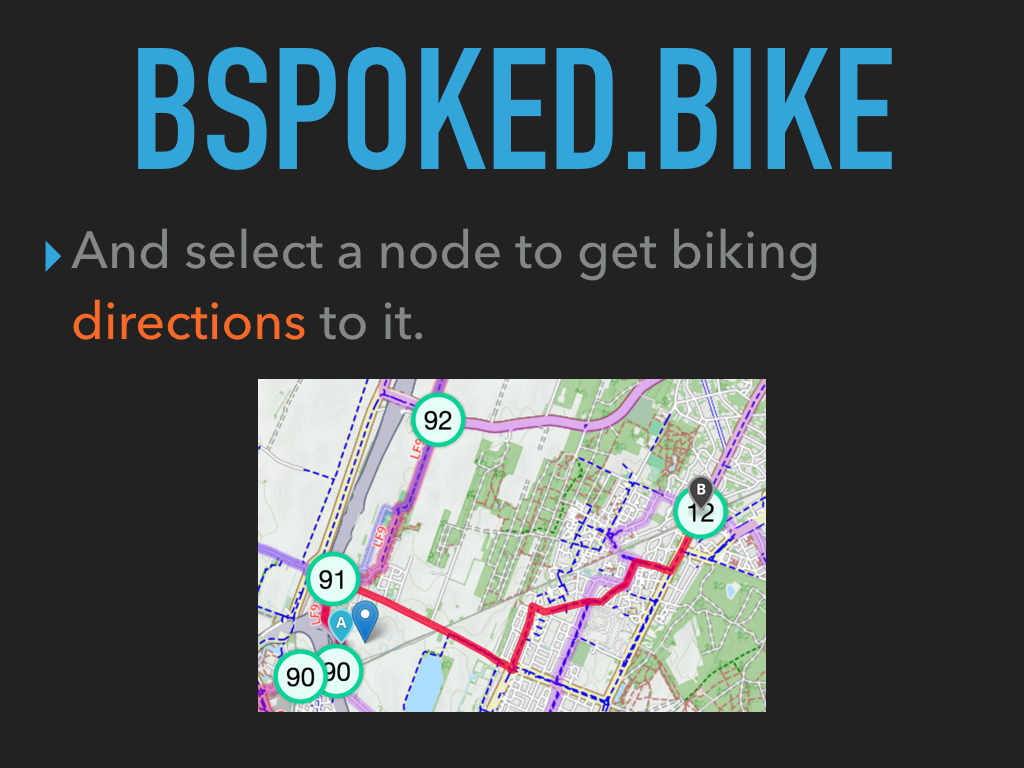 BSPOKED.BIKE
And select a node to get biking
directions to it.
92
LF9
B
12
LF9
91
LF9
A
90
90